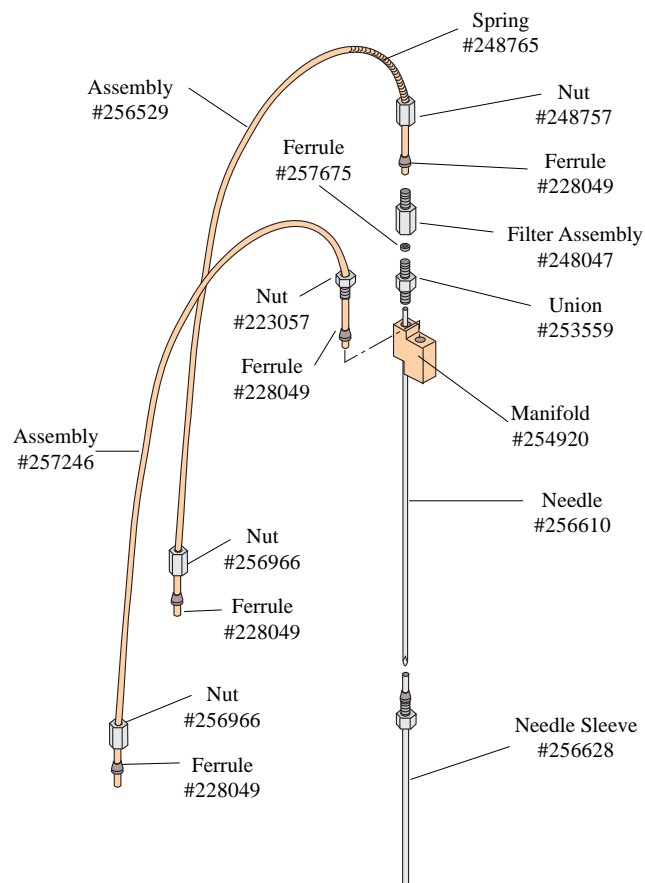 Spring
#248765
Assembly
#256529
Nut
#248757
Ferrule
#257675
Ferrule
#228049
Filter Assembly
#248047
Nut
#223057
Union
#253559
Ferrule
#228049
Manifold
#254920
Assembly
#257246
Needle
#256610
Nut
#256966
Ferrule
#228049
Nut
#256966
Needle Sleeve
#256628
Ferrule
#228049